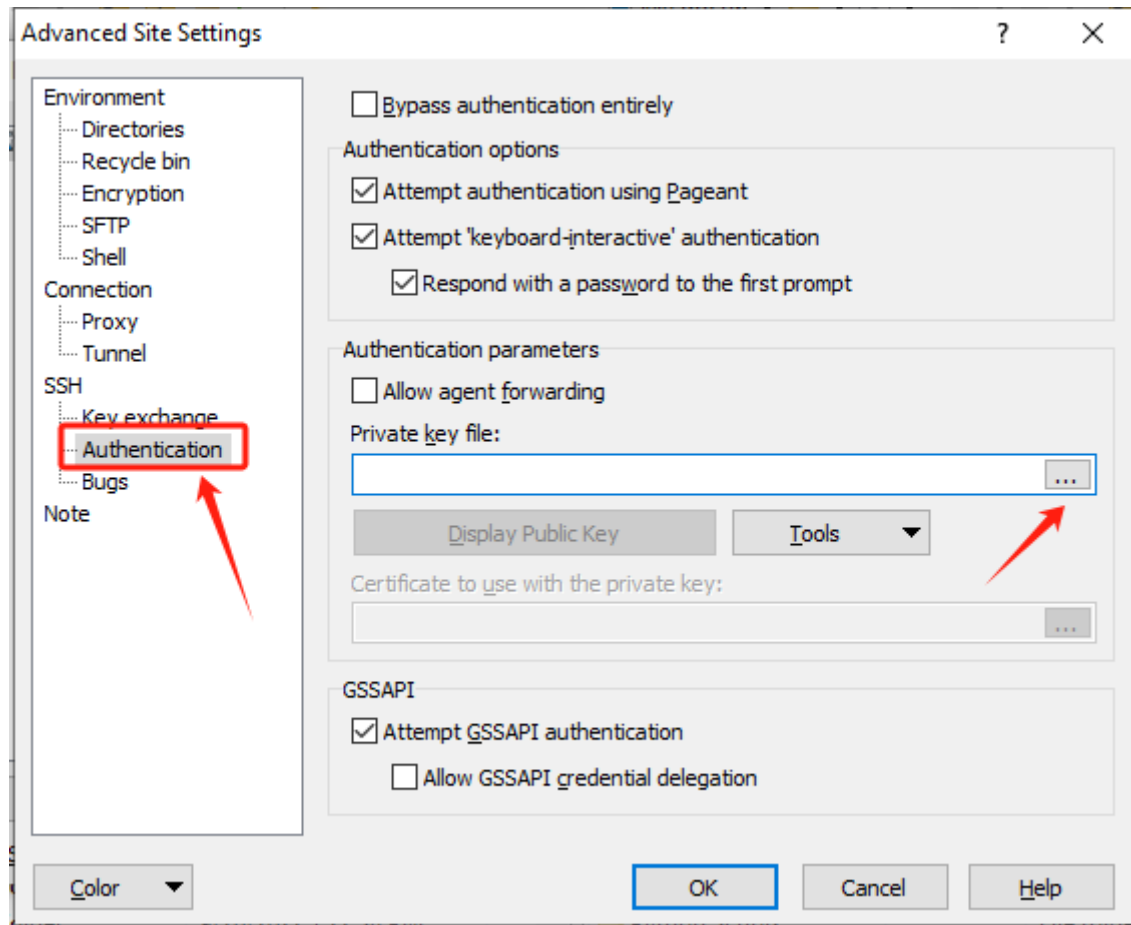 Advanced Site Settings
?
Environment
Directories
Recycle bin
Encryption
SFTP
Shell
Connection
Proxy
Tunnel
SSH
Key exchange
Authentication
Bugs
Note
Bypass authentication entirely
Authentication options
Attempt authentication using Pageant
Attempt 'keyboard-interactive' authentication
Respond with a password to the first prompt
Authentication parameters
Allow agent forwarding
Private key file:
...
Display Public Key
Tools
Certificate to use with the private key:
...
GSSAPI
Attempt GSSAPI authentication
Allow GSSAPI credential delegation
Color
OK
Cancel
Help